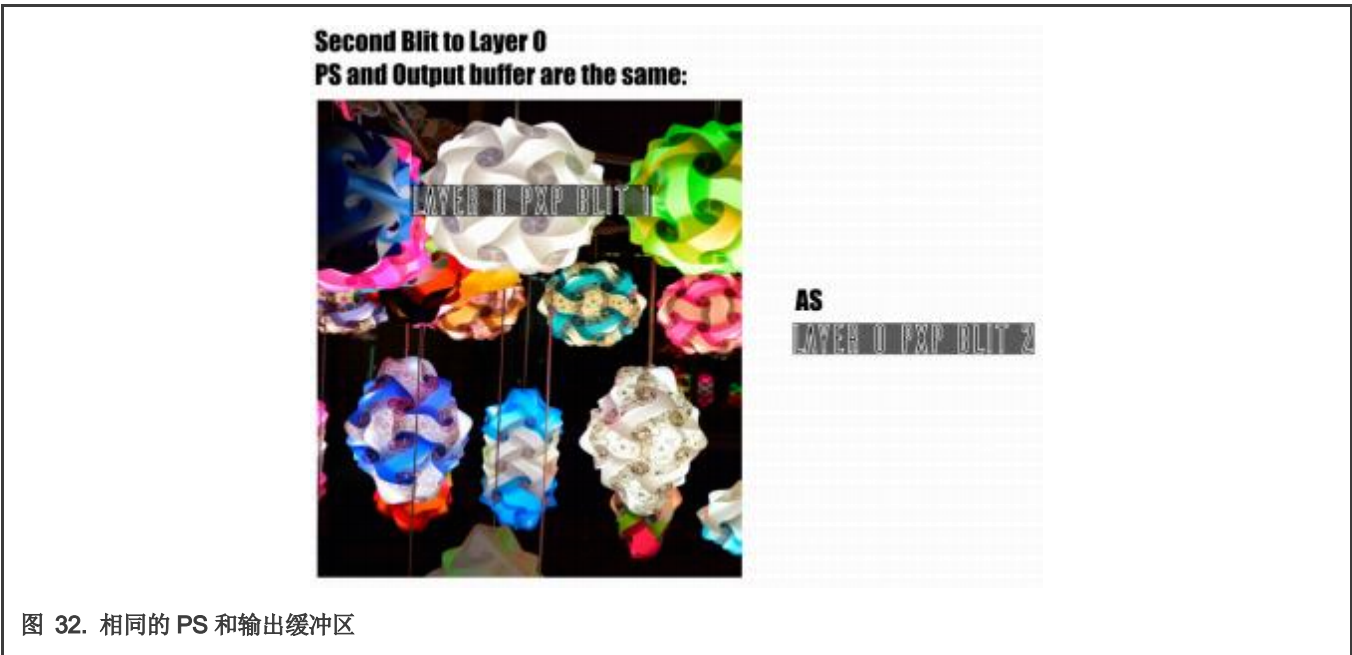 Second Blit to Layer 0
PS and Output buffer are the same:
LAYER 0 PXP BLIT 1
AS
LAYER 0 PXP BLIT 2
图 32. 相同的 PS 和输出缓冲区